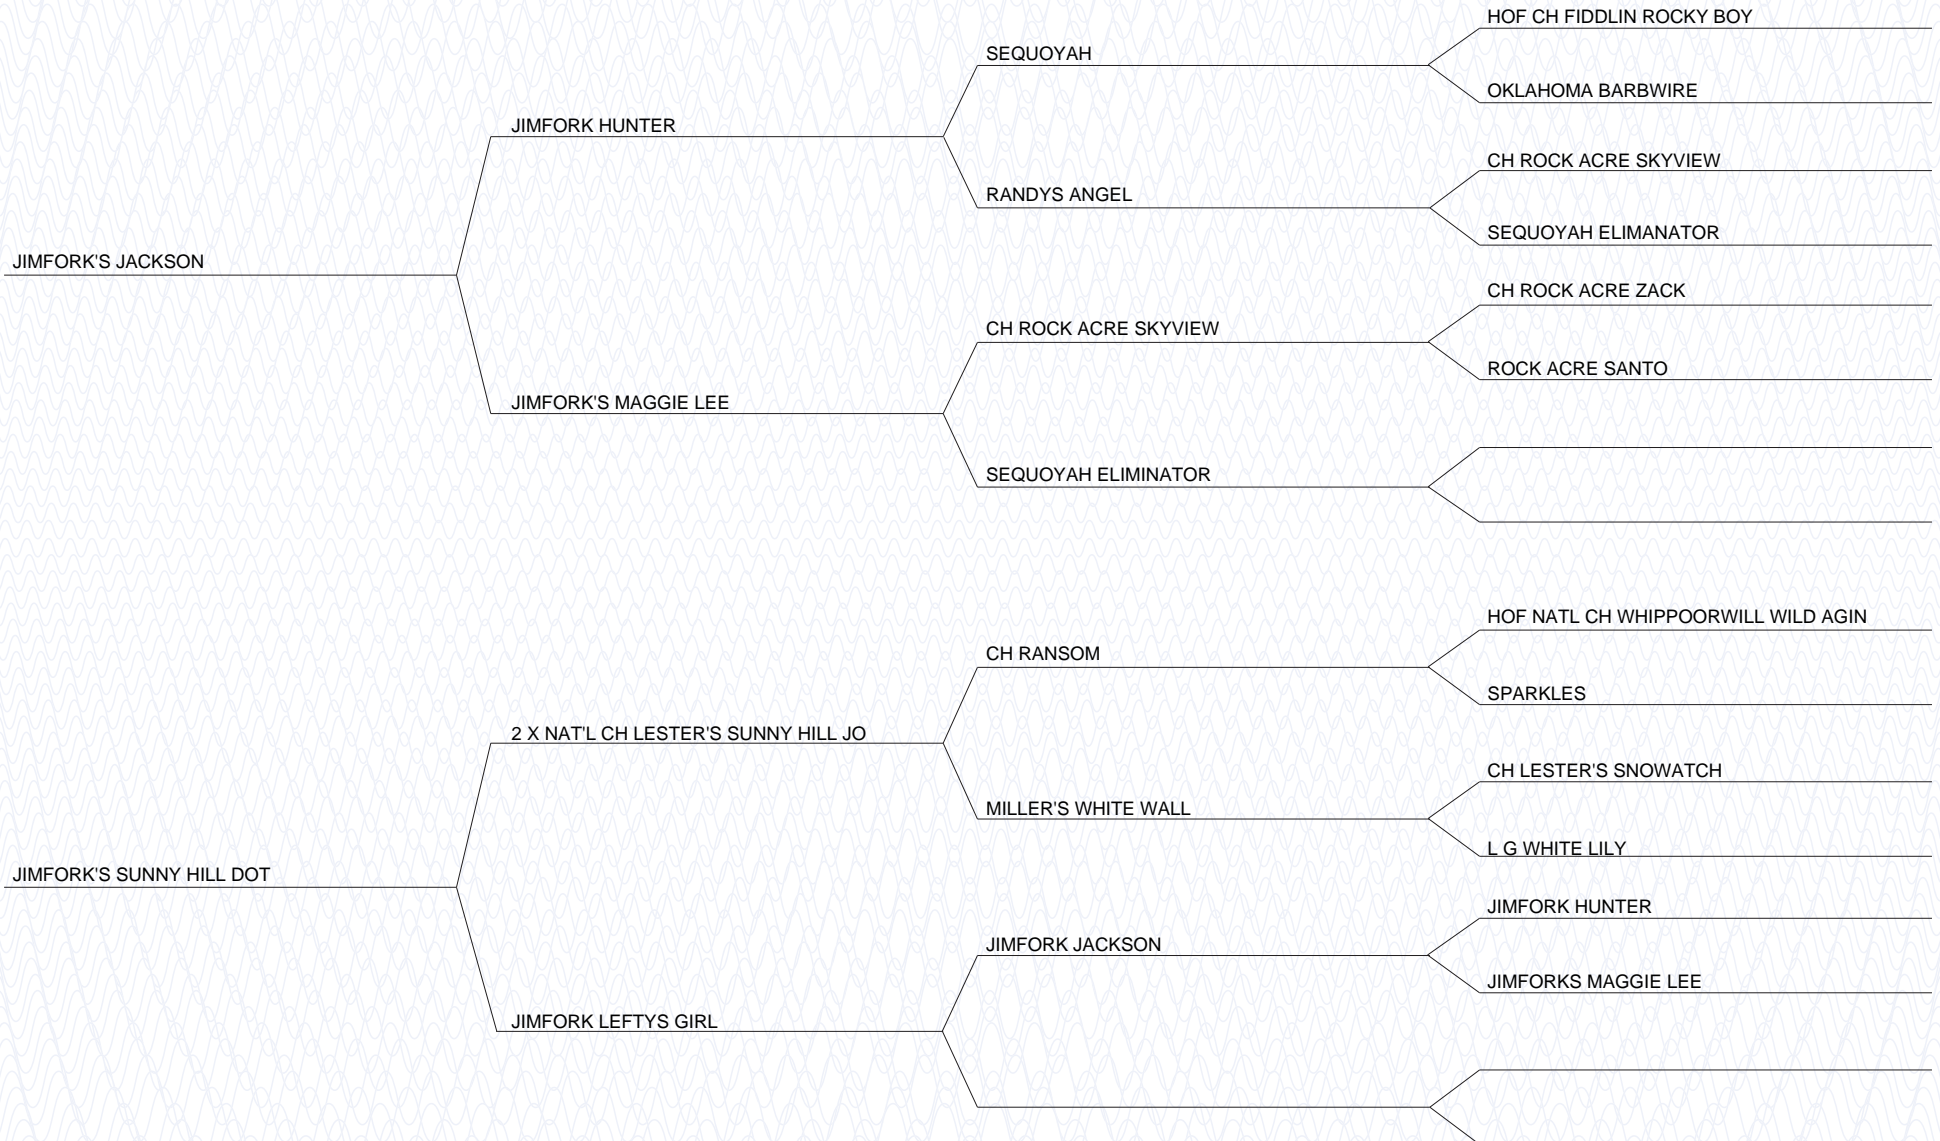 HOF CH FIDDLIN ROCKY BOY
SEQUOYAH
OKLAHOMA BARBWIRE
JIMFORK HUNTER
CH ROCK ACRE SKYVIEW
RANDYS ANGEL
SEQUOYAH ELIMANATOR
JIMFORK'S JACKSON
CH ROCK ACRE ZACK
CH ROCK ACRE SKYVIEW
ROCK ACRE SANTO
JIMFORK'S MAGGIE LEE
SEQUOYAH ELIMINATOR
HOF NATL CH WHIPPOORWILL WILD AGIN
CH RANSOM
SPARKLES
2 X NAT'L CH LESTER'S SUNNY HILL JO
CH LESTER'S SNOWATCH
MILLER'S WHITE WALL
L G WHITE LILY
JIMFORK'S SUNNY HILL DOT
JIMFORK HUNTER
JIMFORK JACKSON
JIMFORKS MAGGIE LEE
JIMFORK LEFTYS GIRL